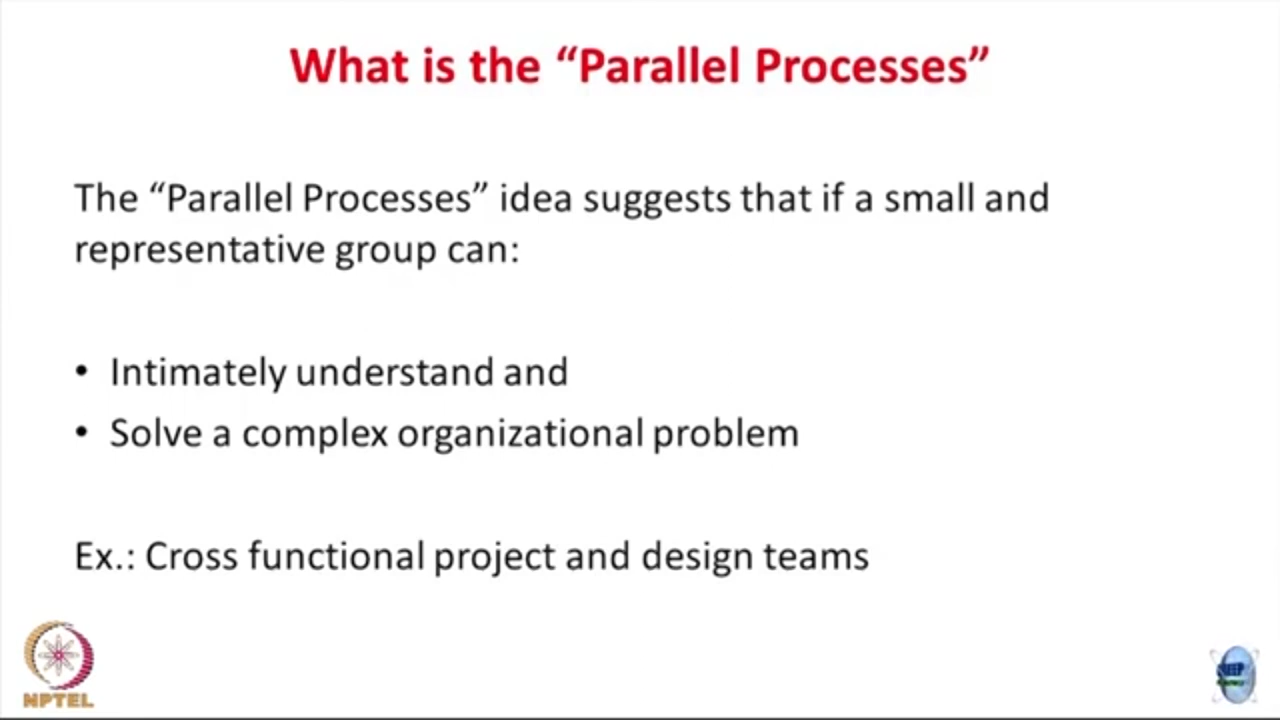 What is the “Parallel Processes”
The “Parallel Processes” idea suggests that if a small and
representative group can:
• Intimately understand and
• Solve a complex organizational problem
Ex.: Cross functional project and design teams
NPTEL